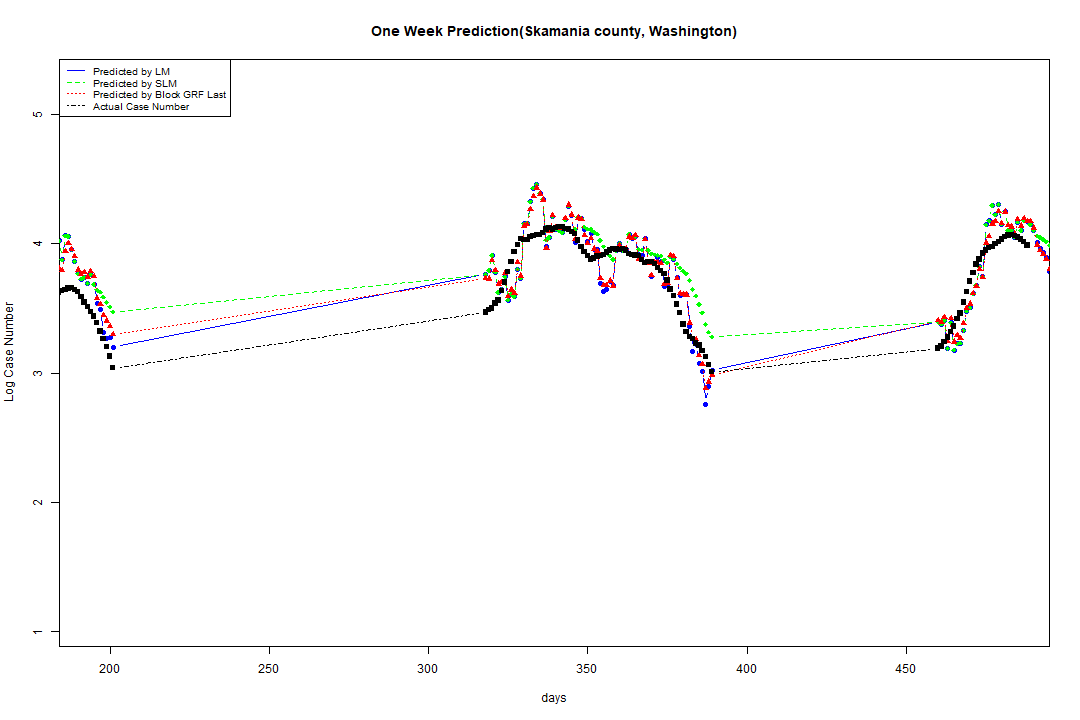 One Week Prediction(Skamania county, Washington)
Predicted by LM
Predicted by SLM
Predicted by Block GRF Last
Actual Case Number
5
4
3
2
1
Log Case Number
200
250
300
350
400
450
days